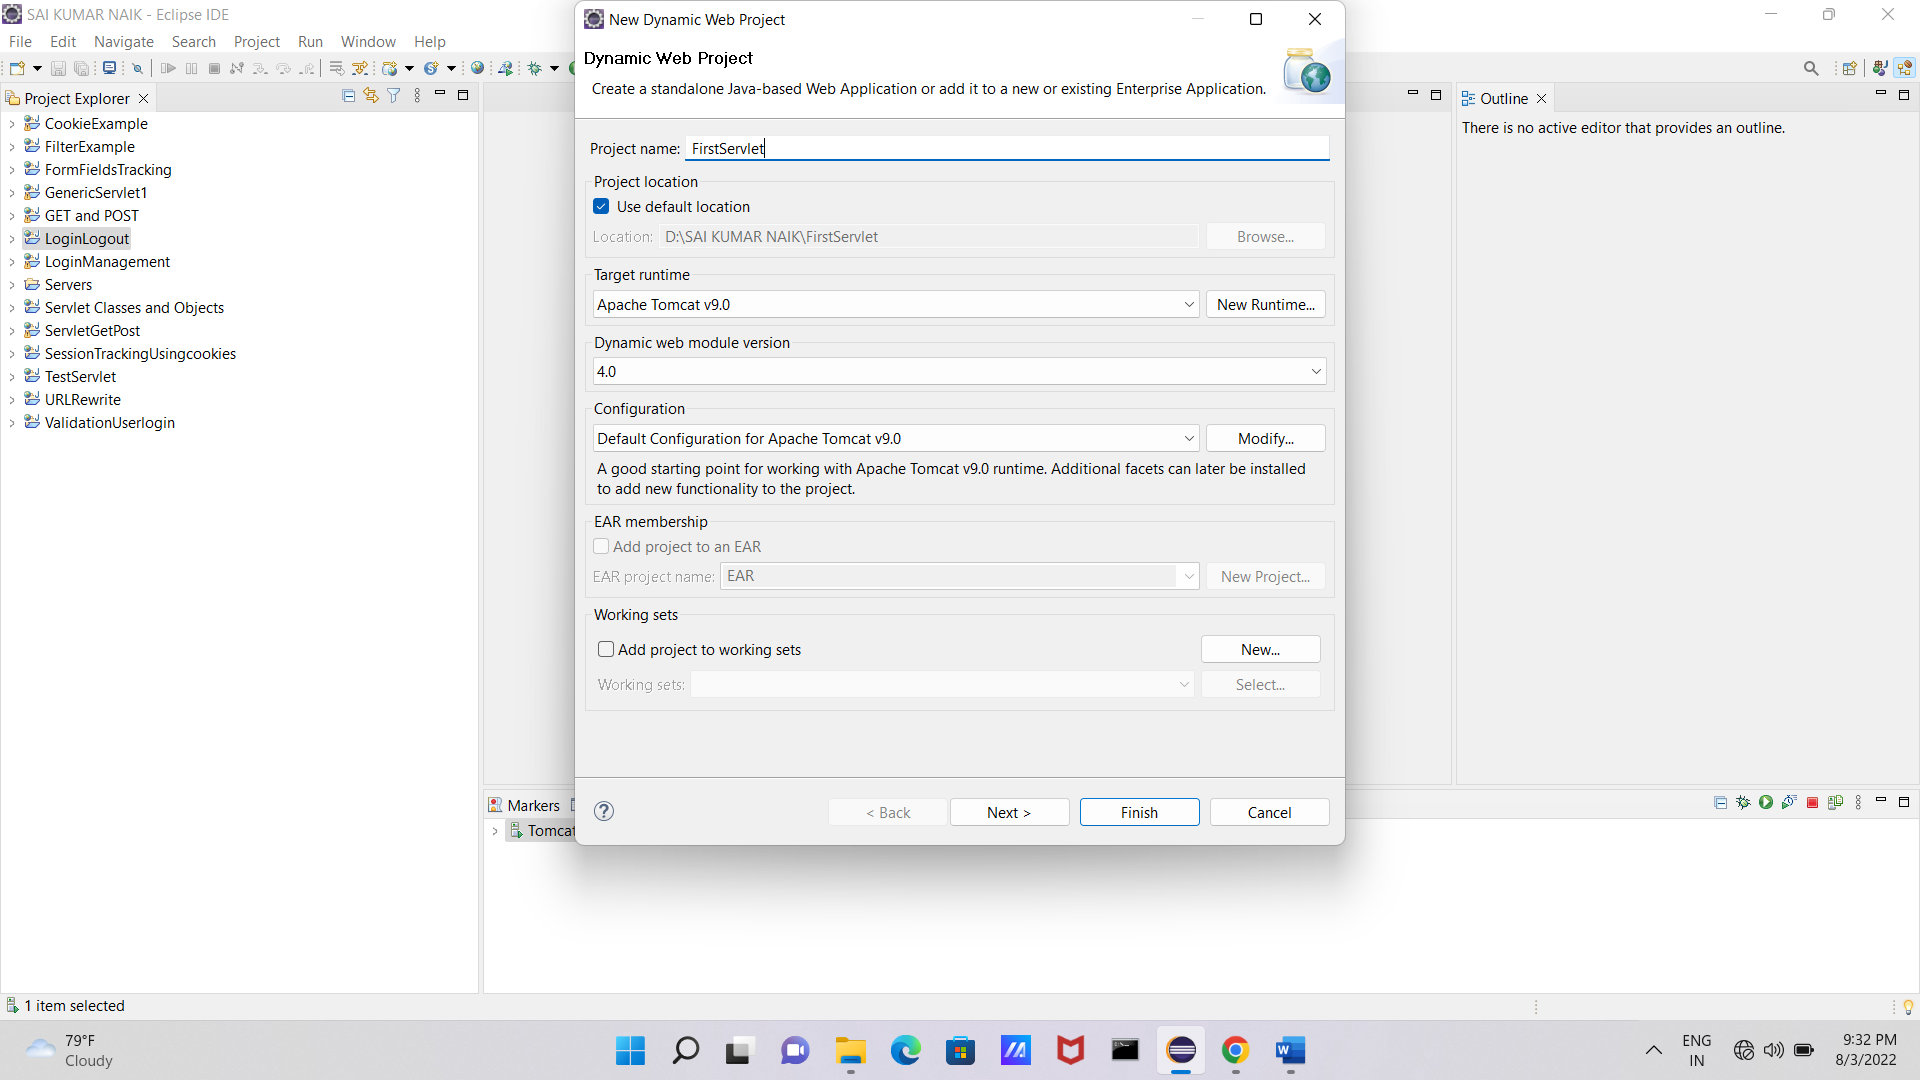 SAI KUMAR NAIK - Eclipse IDE
File Edit Navigate Search Project Run Window Help
Project Explorer
CookieExample
FilterExample
FormFieldsTracking
GenericServlet1
GET and POST
LoginLogout
LoginManagement
Servers
Servlet Classes and Objects
ServletGetPost
SessionTrackingUsingcookies
TestServlet
URLRewrite
ValidationUserlogin
New Dynamic Web Project
Dynamic Web Project
Create a standalone Java-based Web Application or add it to a new or existing Enterprise Application.
Project name: FirstServlet
Project location
Use default location
Location: D:\SAI KUMAR NAIK\FirstServlet Browse...
Target runtime
Apache Tomcat v9.0 New Runtime...
Dynamic web module version
4.0
Configuration
Default Configuration for Apache Tomcat v9.0 Modify...
A good starting point for working with Apache Tomcat v9.0 runtime. Additional facets can later be installed
to add new functionality to the project.
EAR membership
Add project to an EAR
EAR project name: EAR New Project...
Working sets
Add project to working sets New...
Working sets: Select...
< Back Next > Finish Cancel
Outline
There is no active editor that provides an outline.
Markers
Tomcat
1 item selected
79°F
Cloudy
ENG
IN
9:32 PM
8/3/2022